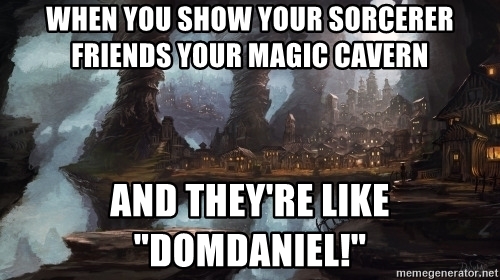 WHEN YOU SHOW YOUR SORCERER
FRIENDS YOUR MAGIC CAVERN
AND THEY'RE LIKE
"DOMDANIEL!"
memegenerator.net